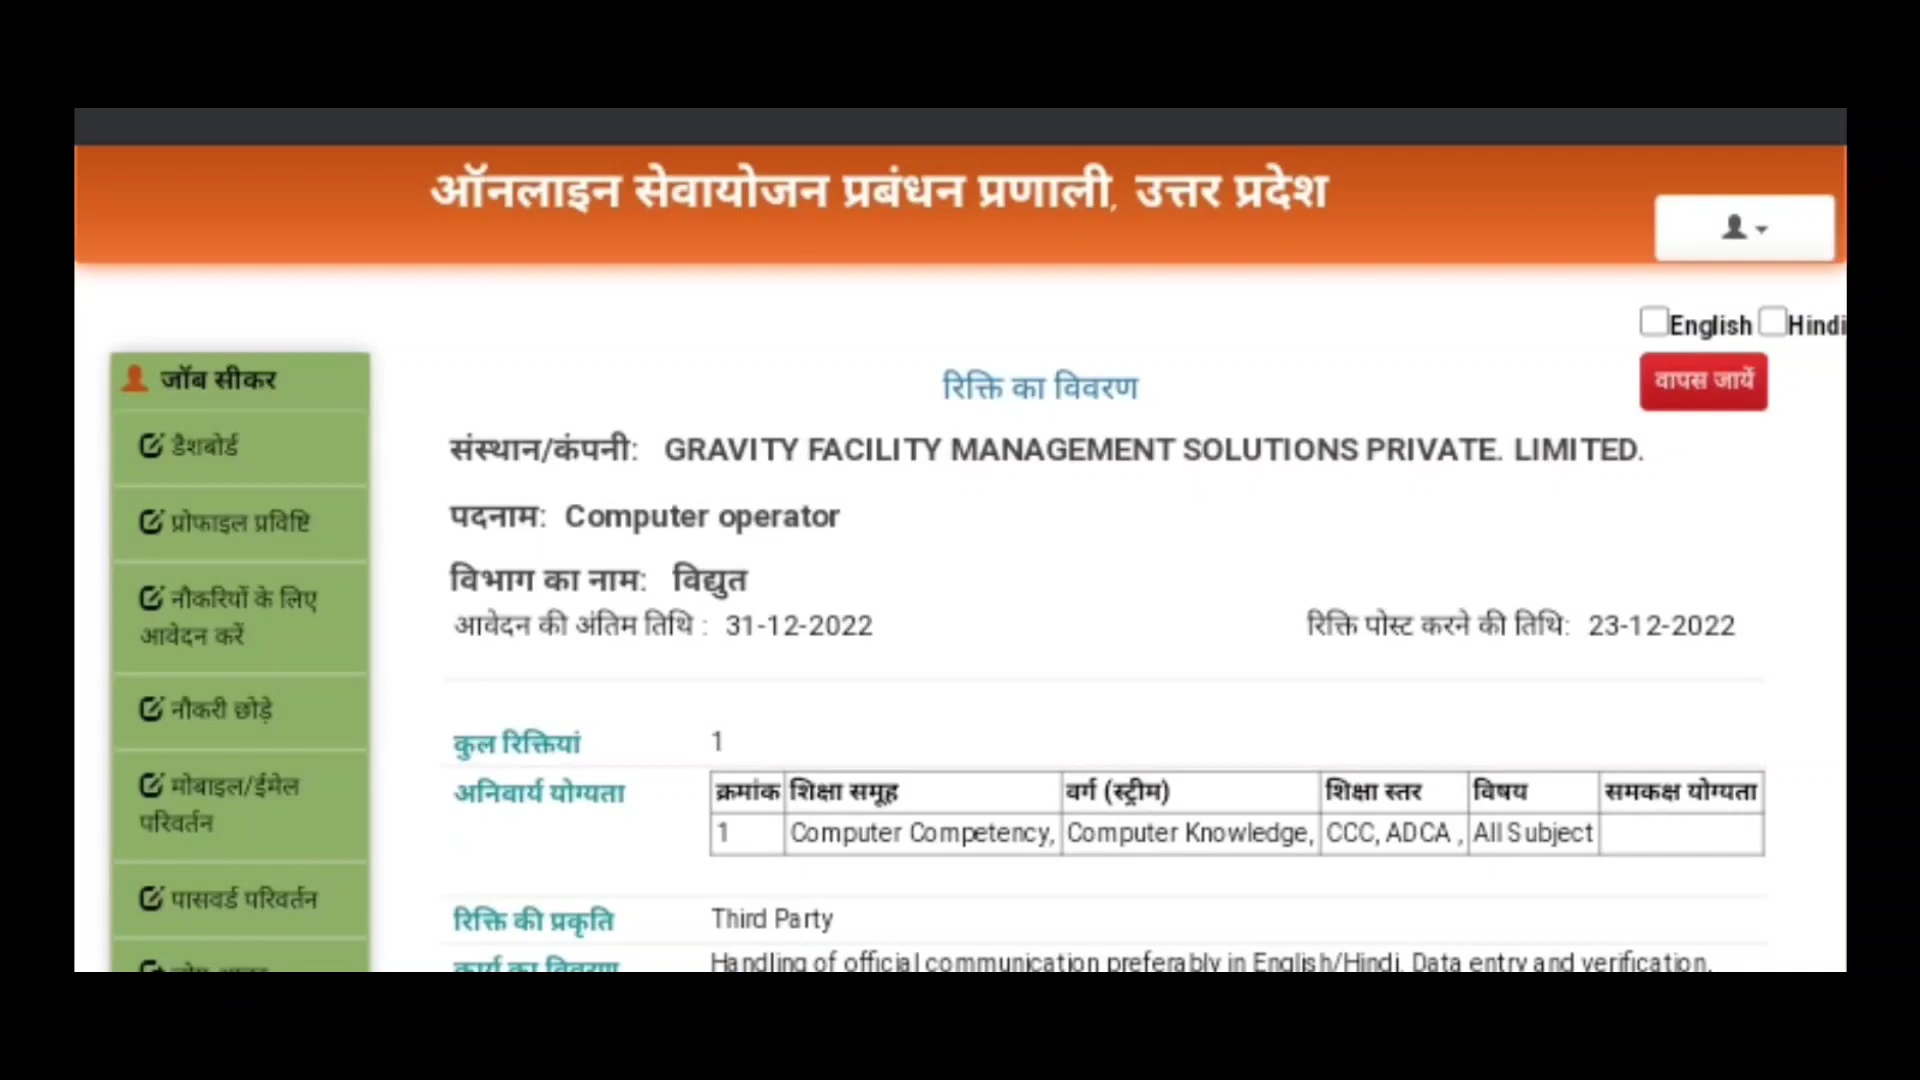 ऑनलाइन सेवायोजन प्रबंधन प्रणाली, उत्तर प्रदेश
English Hindi
जॉब सीकर
डैशबोर्ड
प्रोफाइल प्रविष्टि
नौकरियों के लिए
आवेदन करें
नौकरी छोड़े
मोबाइल/ईमेल
परिवर्तन
पासवर्ड परिवर्तन
रिक्ति का विवरण
वापस जायें
संस्थान/कंपनी: GRAVITY FACILITY MANAGEMENT SOLUTIONS PRIVATE. LIMITED.
पदनाम: Computer operator
विभाग का नाम: विद्युत
आवेदन की अंतिम तिथि : 31-12-2022 रिक्ति पोस्ट करने की तिथि: 23-12-2022
कुल रिक्तियां 1
अनिवार्य योग्यता
क्रमांक शिक्षा समूह वर्ग (स्ट्रीम) शिक्षा स्तर विषय समकक्ष योग्यता
1 Computer Competency, Computer Knowledge, CCC, ADCA , All Subject
रिक्ति की प्रकृति Third Party
कार्य का विवरण Handling of official communication preferably in English/Hindi. Data entry and verification.